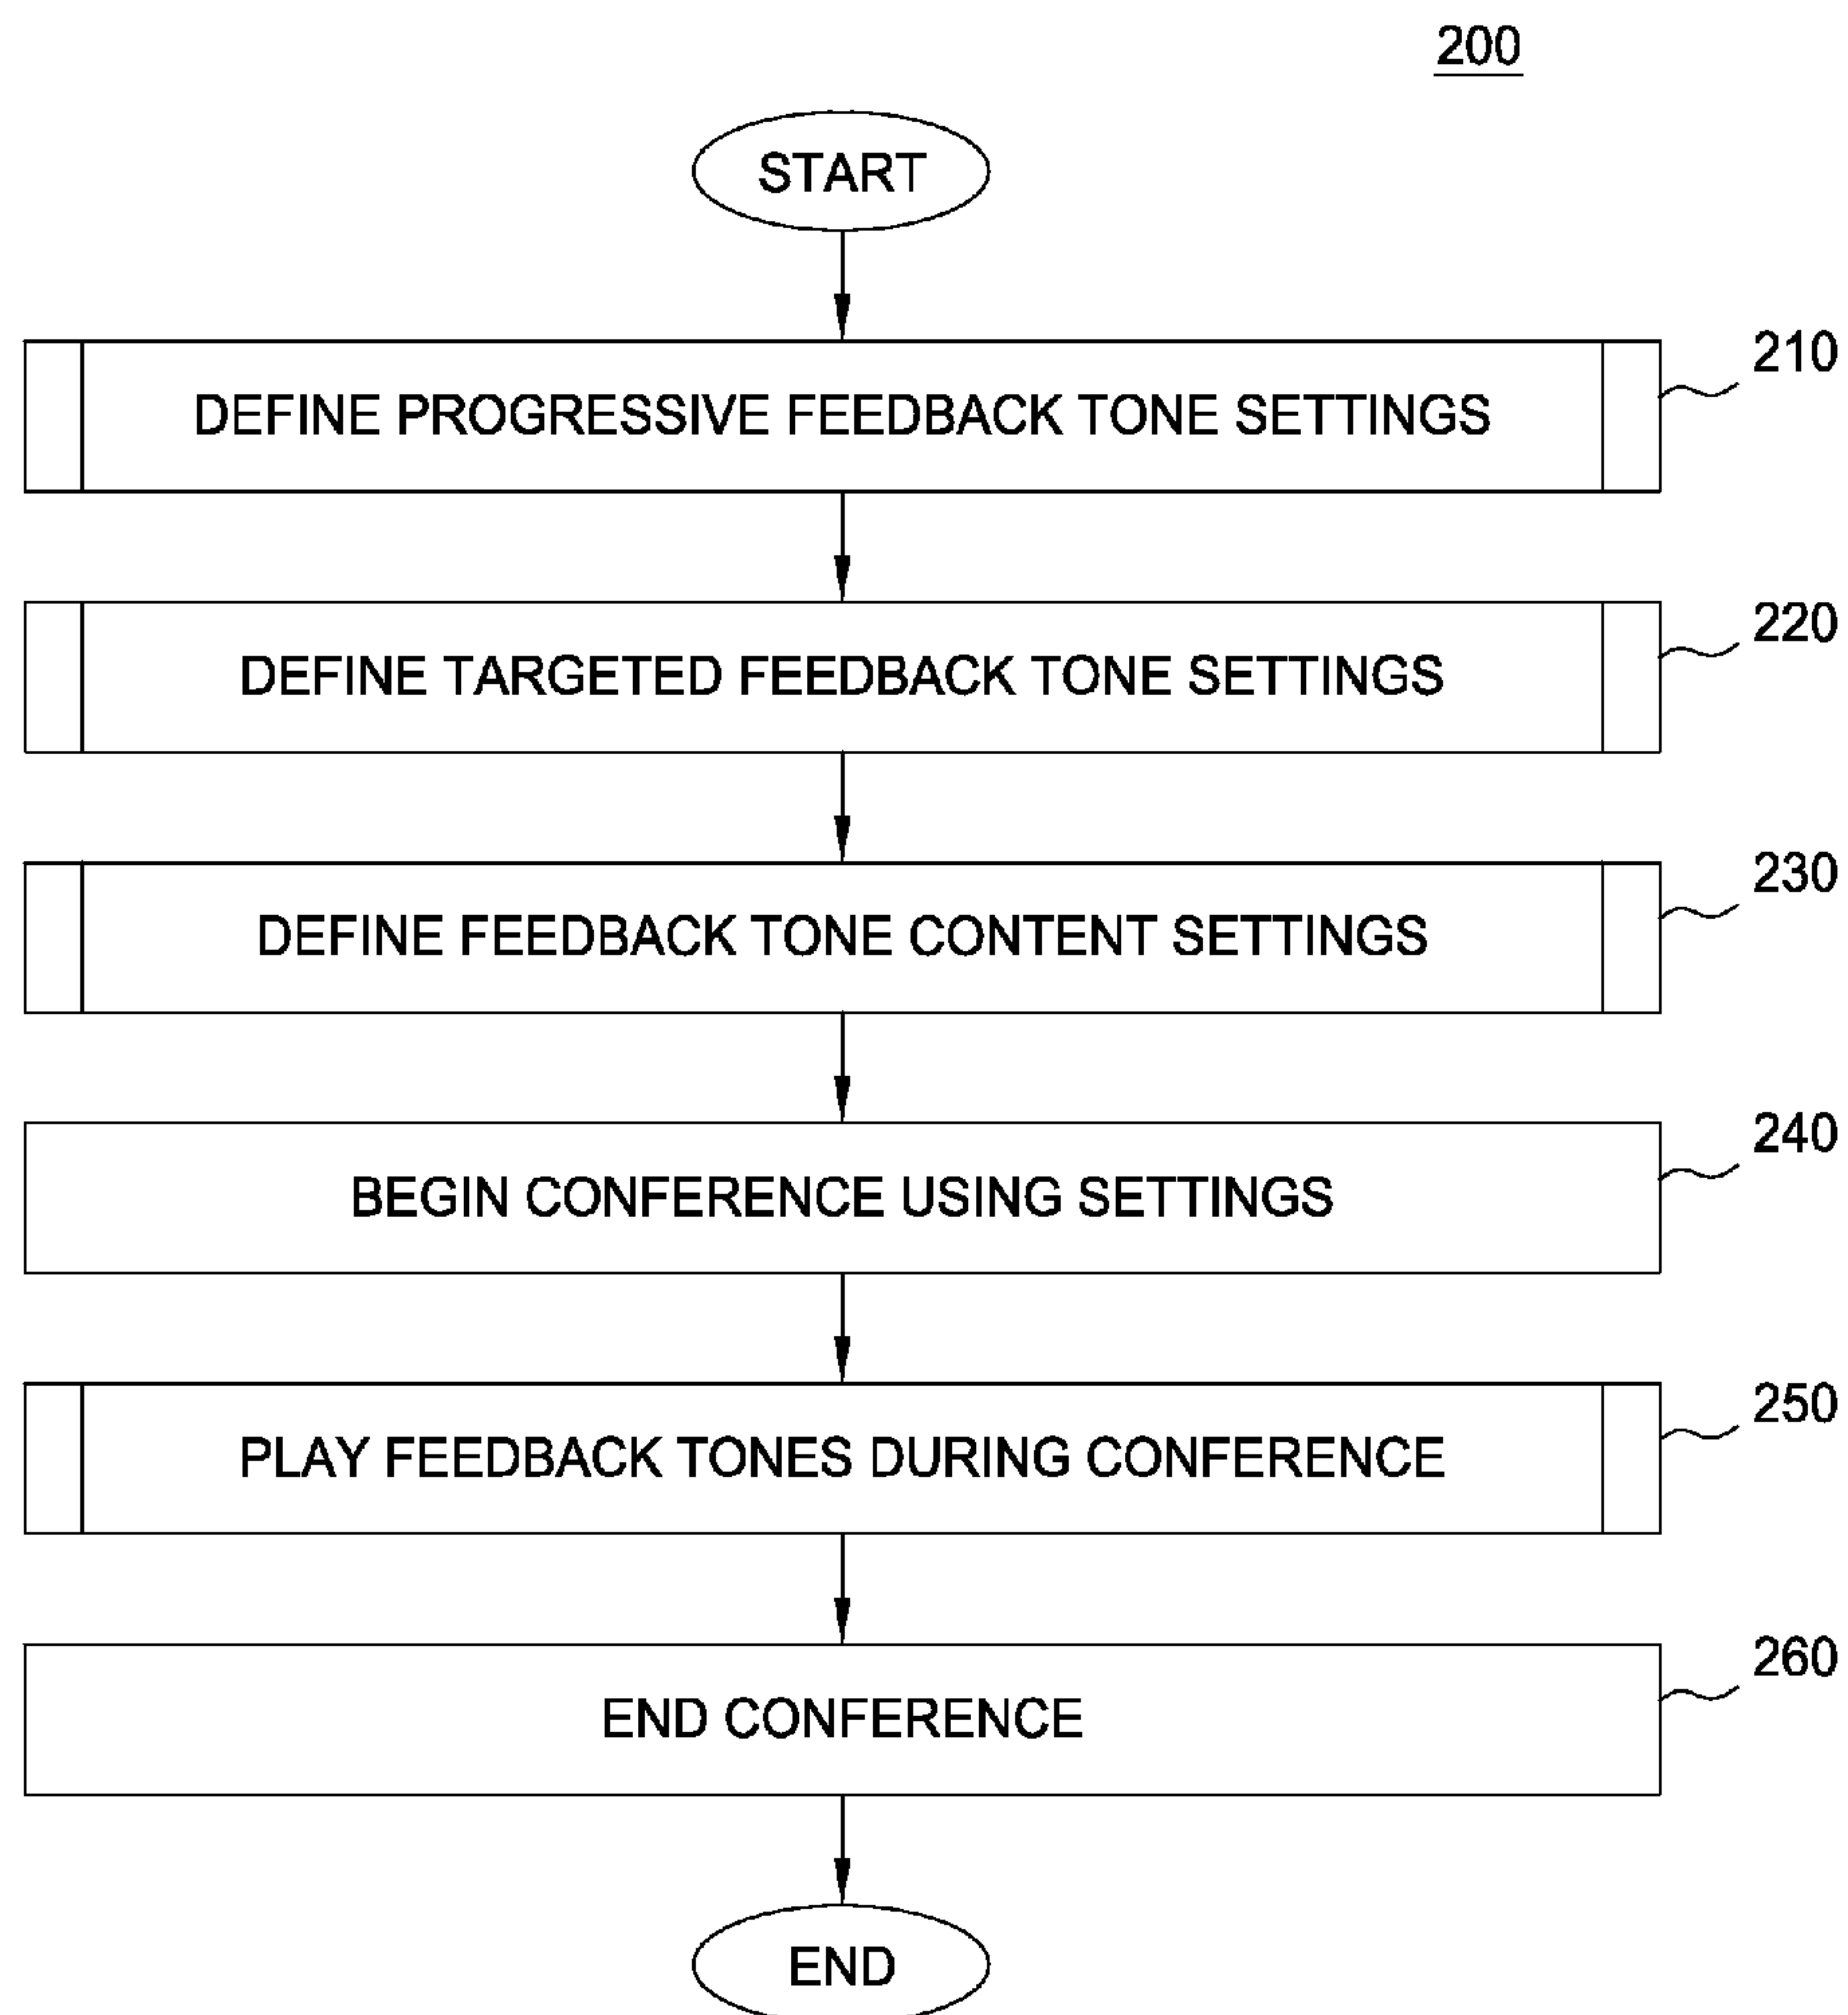 200
START
DEFINE PROGRESSIVE FEEDBACK TONE SETTINGS
210
DEFINE TARGETED FEEDBACK TONE SETTINGS
220
DEFINE FEEDBACK TONE CONTENT SETTINGS
230
BEGIN CONFERENCE USING SETTINGS
240
PLAY FEEDBACK TONES DURING CONFERENCE
250
END CONFERENCE
260
END